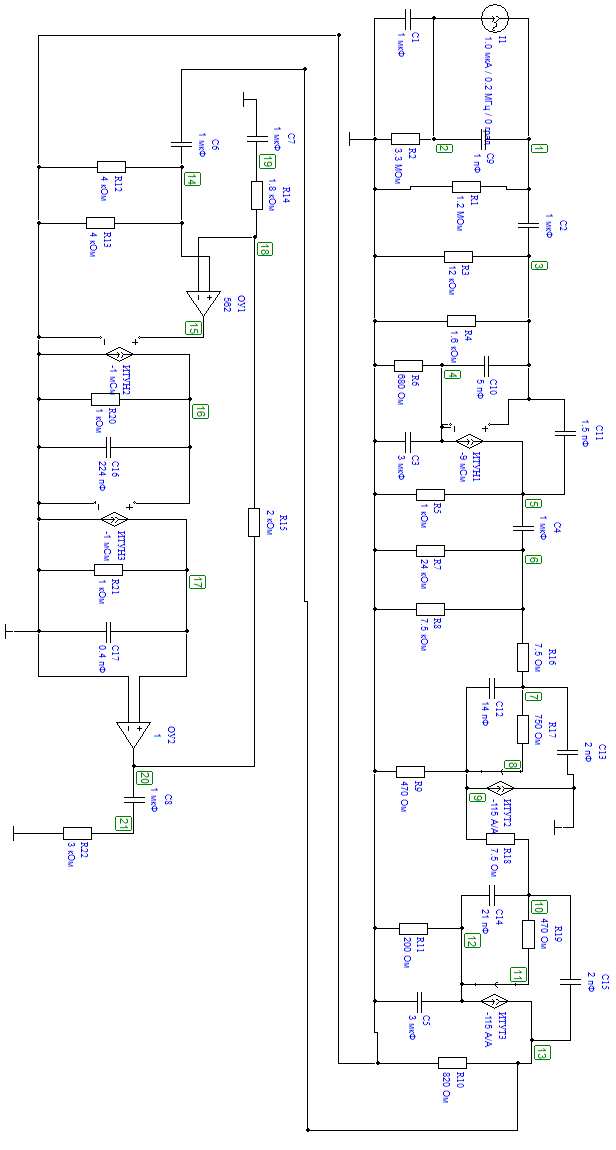 I1
1.0 мкА / 0.2 МГц / 0 град.
C1
1 мкФ
1
2
C9
1 пФ
R2
3.3 МОм
R1
1.2 МОм
C2
1 мкФ
3
R3
12 кОм
R4
1.6 кОм
C10
5 пФ
4
R6
680 Ом
C11
1.5 пФ
ИТУН1
-9 мСм
+
-
C3
3 мкФ
5
R5
1 кОм
C4
1 мкФ
6
R7
24 кОм
R8
7.5 кОм
R16
7.5 Ом
7
C12
14 пФ
R17
750 Ом
C13
2 пФ
8
R9
470 Ом
9
ИТУТ2
-115 А/А
R18
7.5 Ом
10
C14
21 пФ
R19
470 Ом
C15
2 пФ
R11
200 Ом
12
11
ИТУТ3
-115 А/А
C5
3 мкФ
13
R10
820 Ом
C6
1 мкФ
14
R12
4 кОм
R13
4 кОм
C7
1 мкФ
19
R14
1.8 кОм
18
ОУ1
562
+
-
15
-
+
ИТУН2
-1 мСм
16
R20
1 кОм
C16
224 пФ
-
+
ИТУН3
-1 мСм
R15
2 кОм
17
R21
1 кОм
C17
0.4 пФ
ОУ2
1
+
-
20
C8
1 мкФ
21
R22
3 кОм